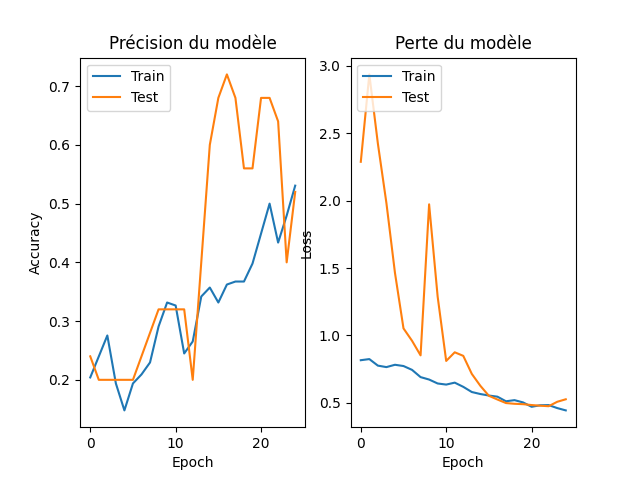 Précision du modèle
Train
Test
0.7
0.6
0.5
0.4
0.3
0.2
Accuracy
0
10
20
Epoch
Perte du modèle
Train
Test
3.0
2.5
2.0
1.5
1.0
0.5
Loss
0
10
20
Epoch